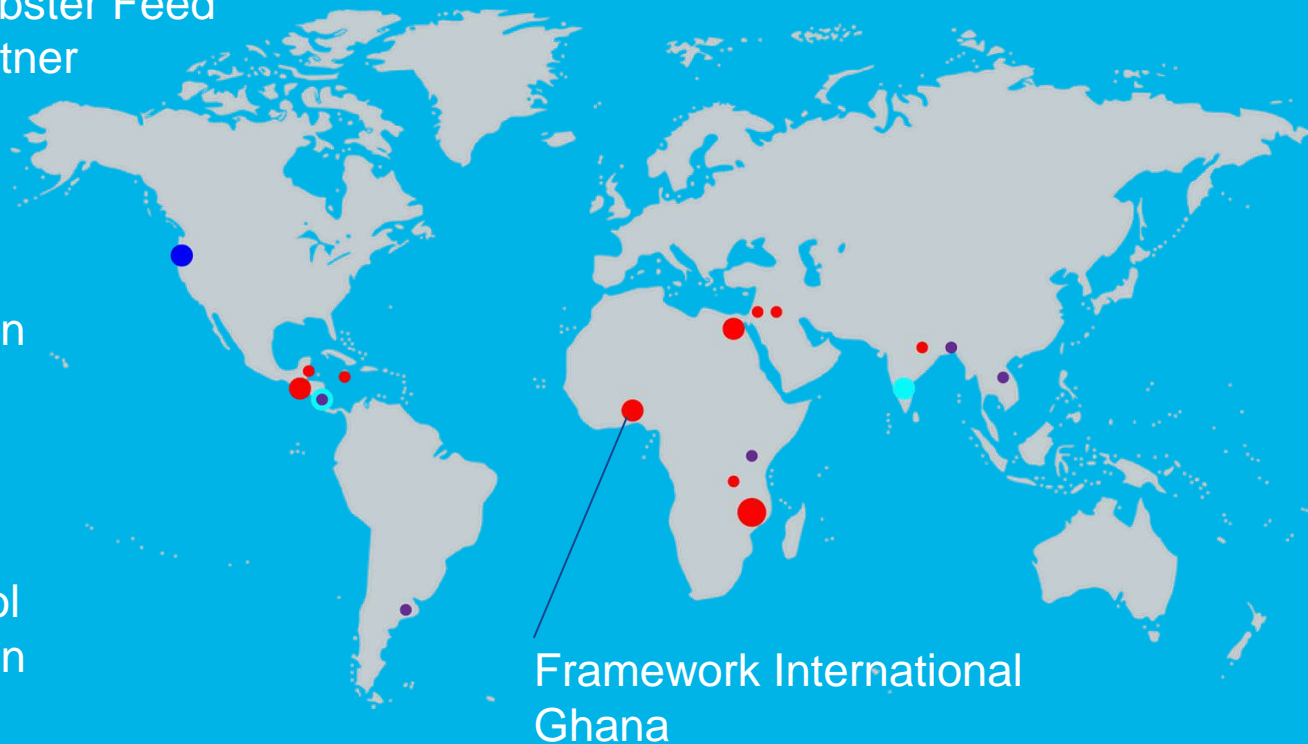 bster Feed
tner
n
ol
n
Framework International
Ghana